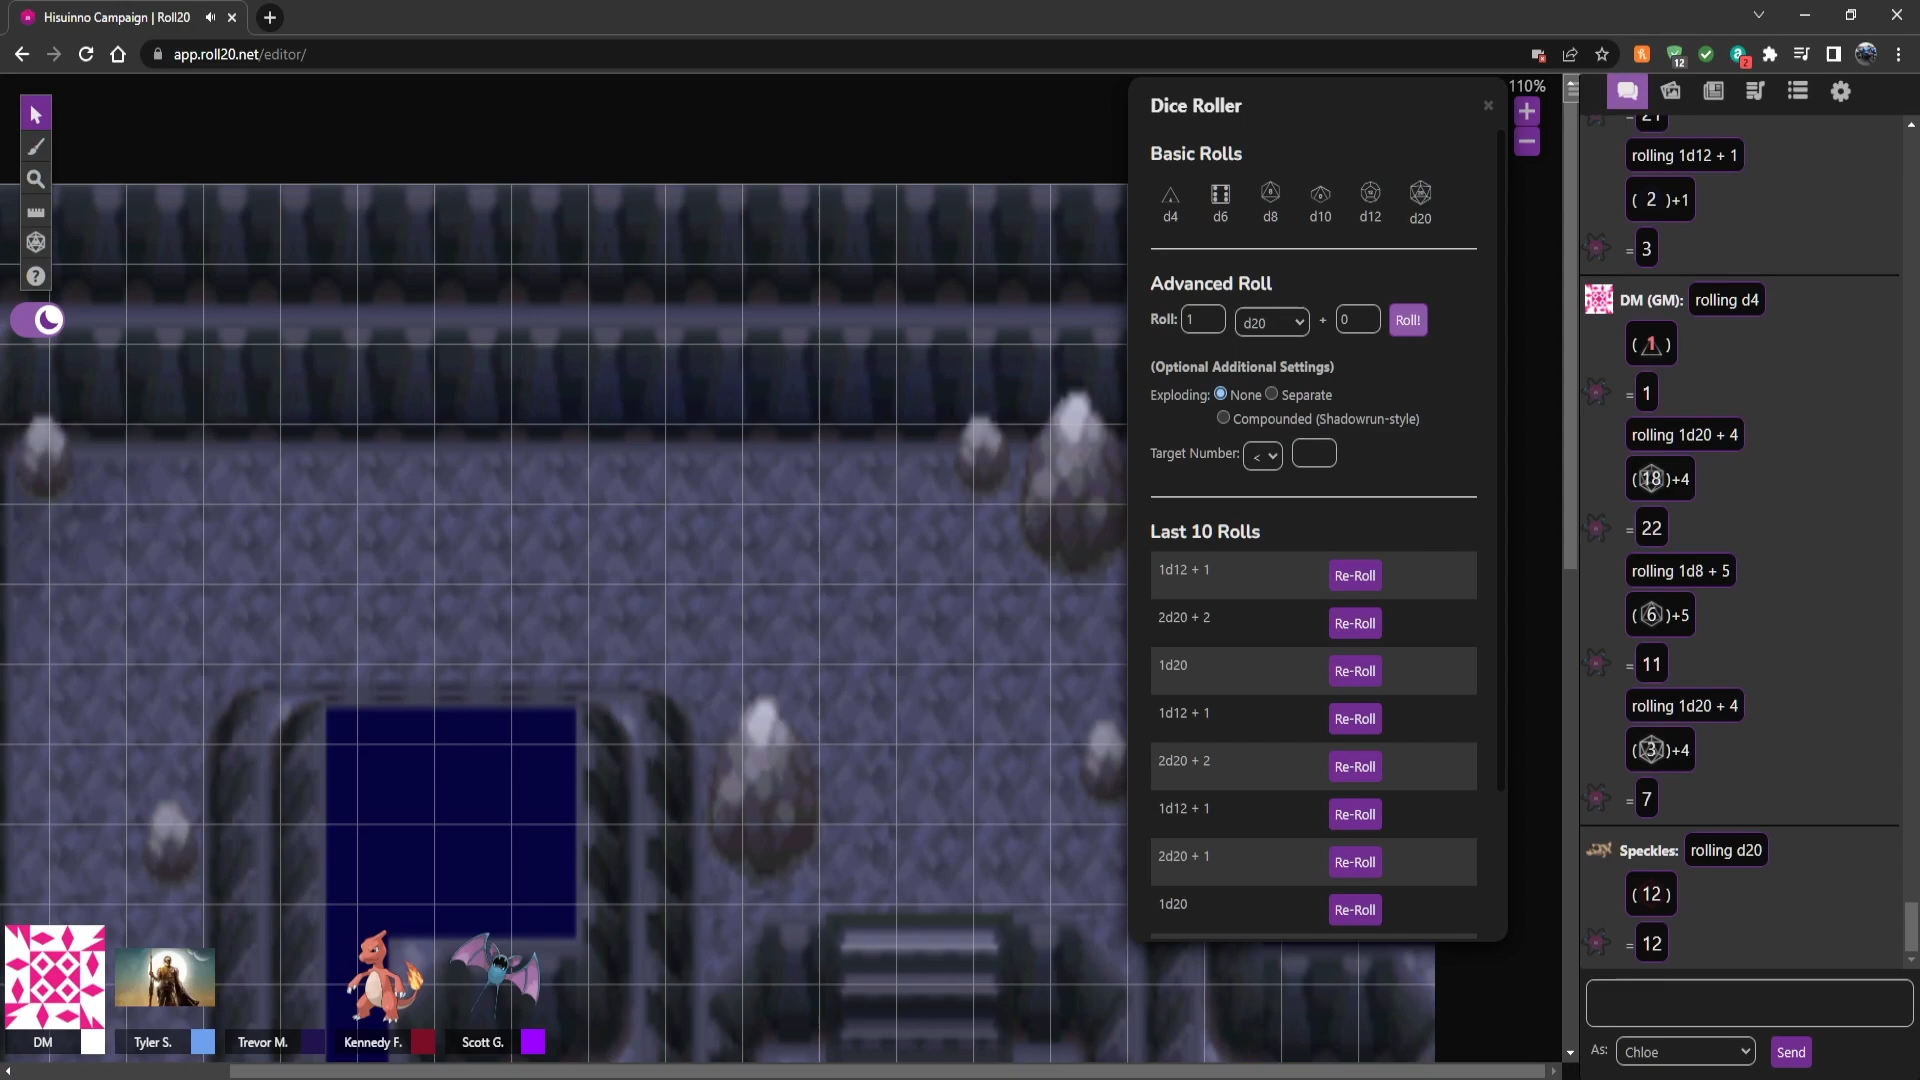 Hisuinno Campaign | Roll20
app.roll20.net/editor/
12
2
110%
Dice Roller
Basic Rolls
d4 d6 d8 d10 d12 d20
Advanced Roll
Roll: 1 d20 + 0 Roll!
(Optional Additional Settings)
Exploding: None Separate
Compounded (Shadowrun-style)
Target Number: <
Last 10 Rolls
1d12 + 1 Re-Roll
2d20 + 2 Re-Roll
1d20 Re-Roll
1d12 + 1 Re-Roll
2d20 + 2 Re-Roll
1d12 + 1 Re-Roll
2d20 + 1 Re-Roll
1d20 Re-Roll
= 21
rolling 1d12 + 1
( 2 )+1
= 3
DM (GM): rolling d4
( 1 )
= 1
rolling 1d20 + 4
(18)+4
= 22
rolling 1d8 + 5
(6)+5
= 11
rolling 1d20 + 4
(3)+4
= 7
Speckles: rolling d20
(12)
= 12
As: Chloe Send
DM
Tyler S.
Trevor M.
Kennedy F.
Scott G.